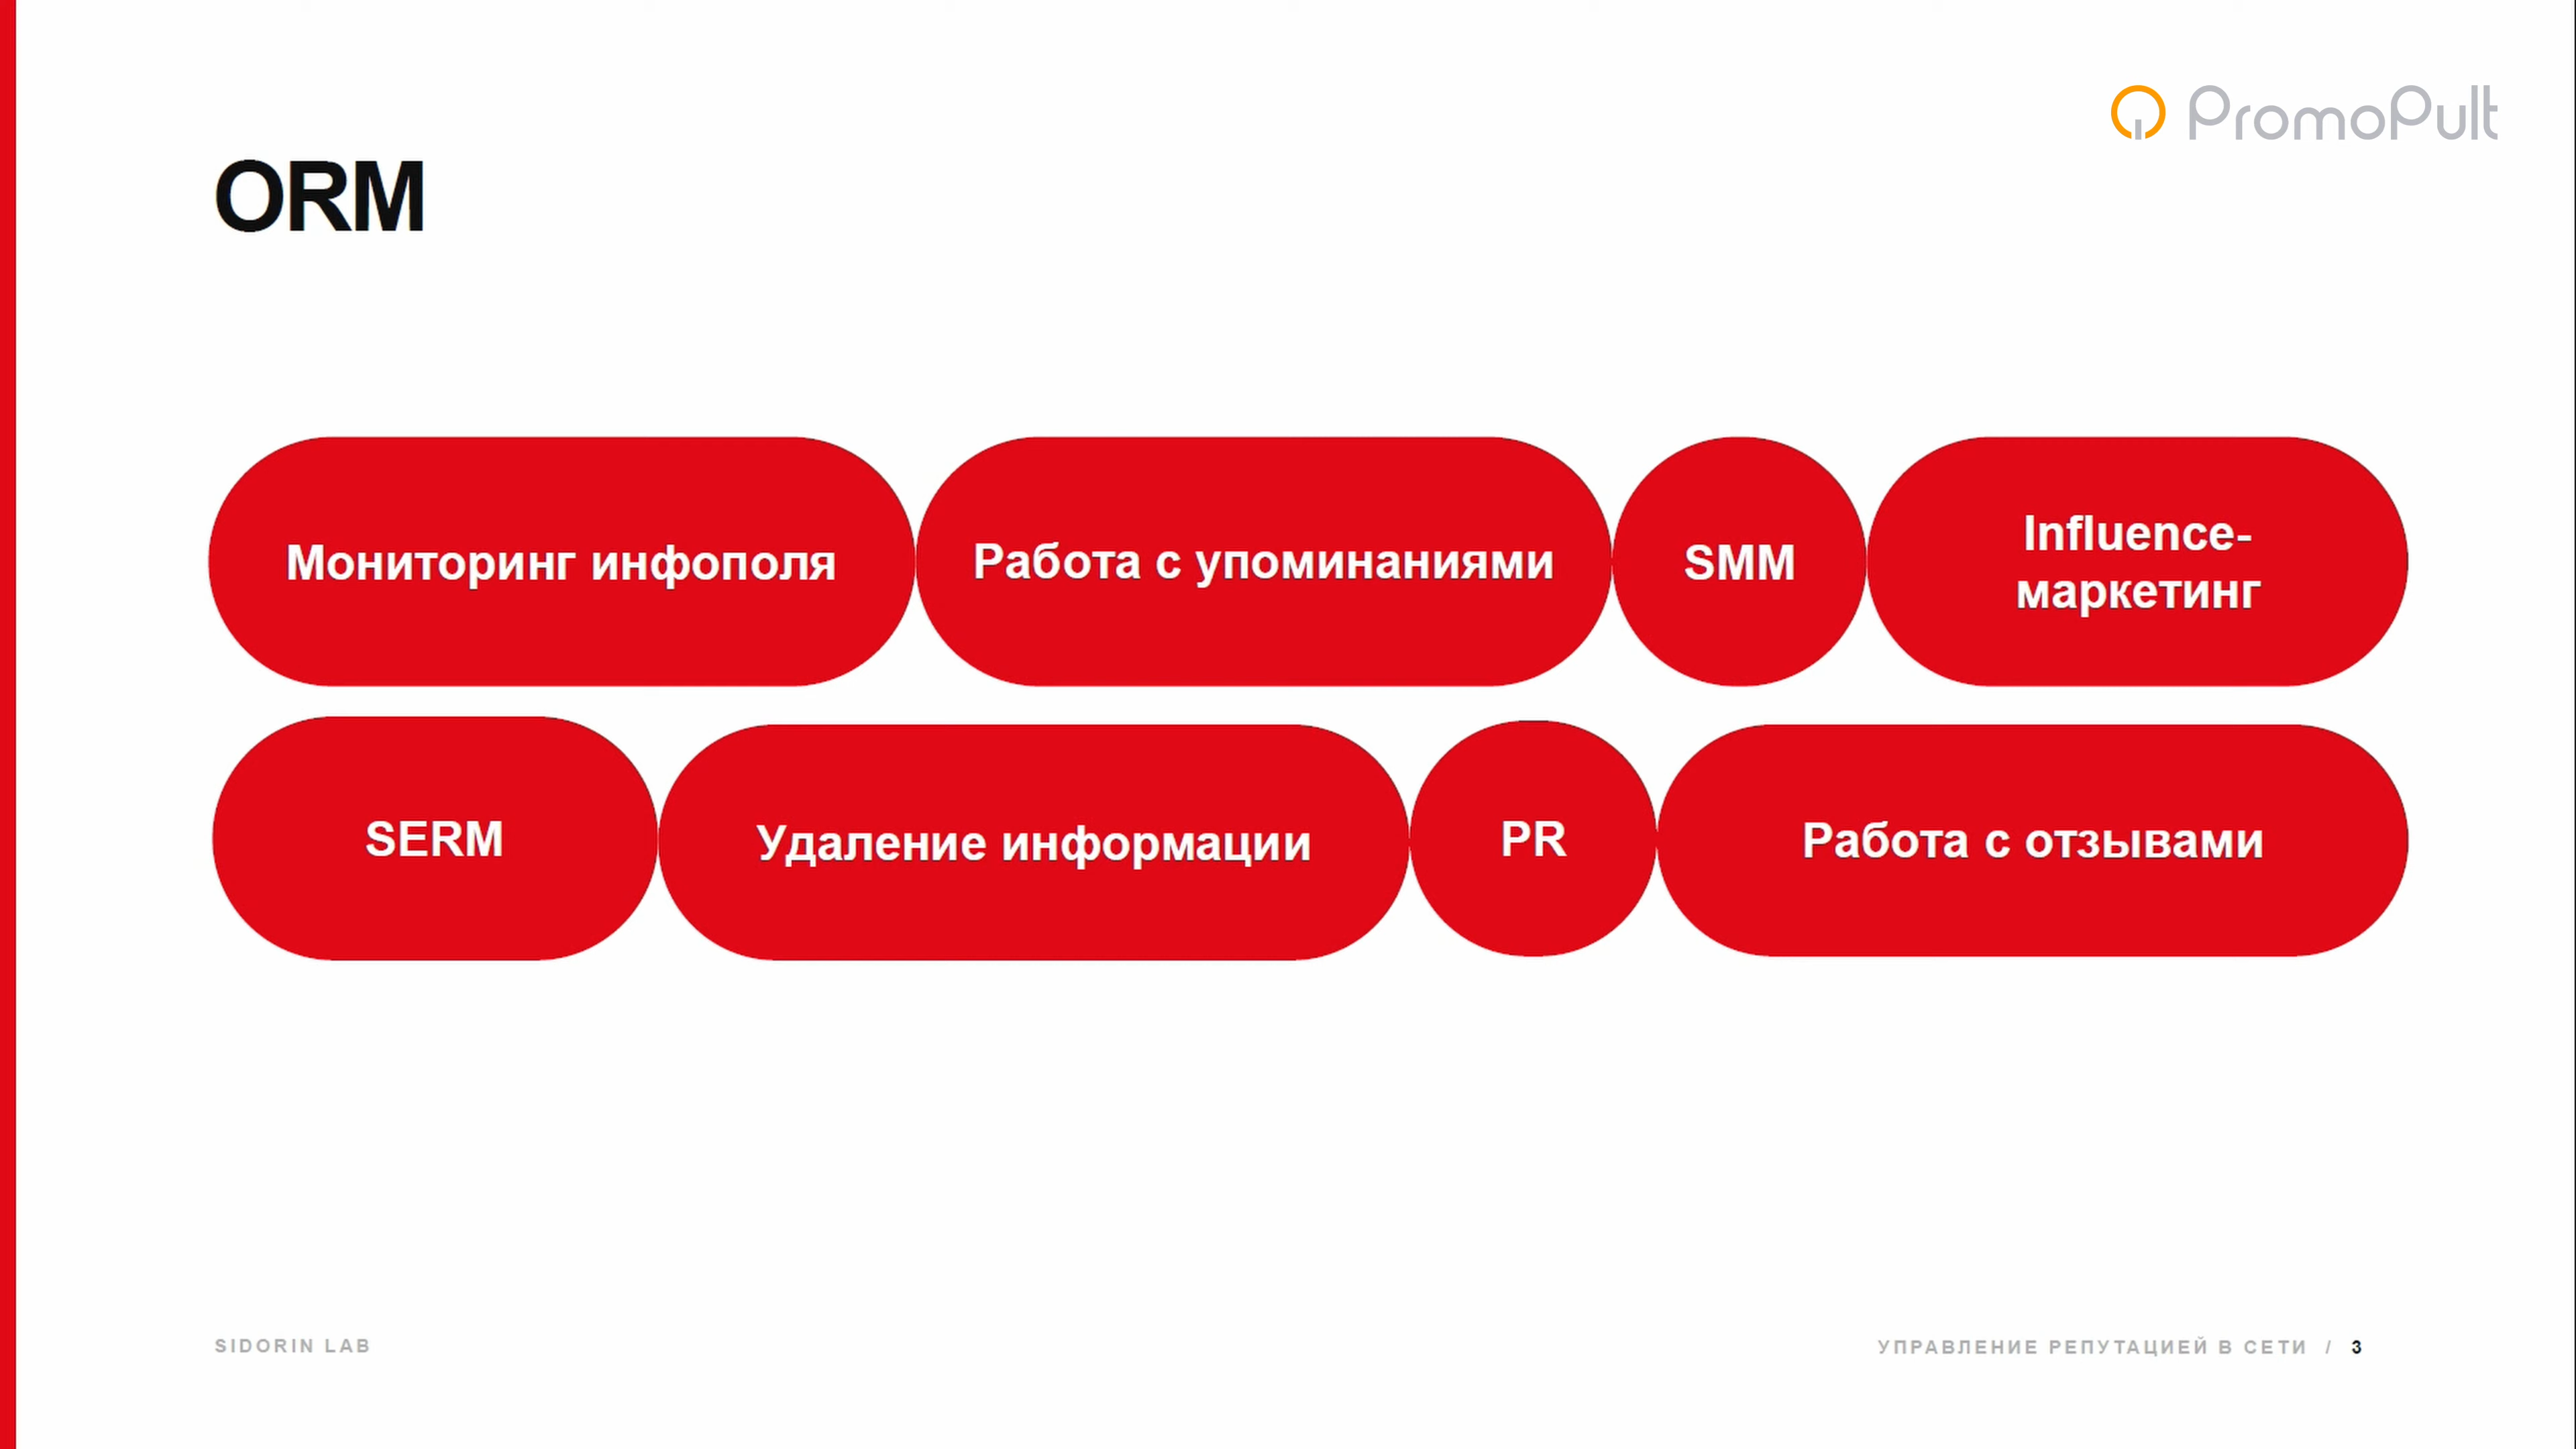 PromoPult
ORM
Мониторинг инфополя
Работа с упоминаниями
SMM
Influence-
маркетинг
SERM
Удаление информации
PR
Работа с отзывами
SIDORIN LAB
УПРАВЛЕНИЕ РЕПУТАЦИЕЙ В СЕТИ / 3